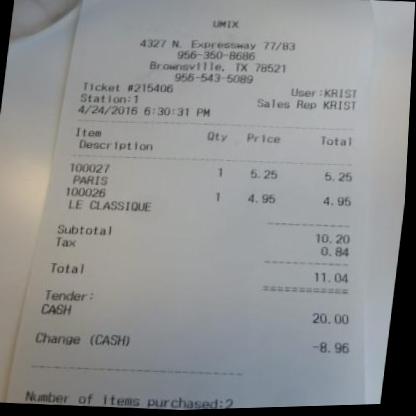 UMIX
4327 N. Expressway 77/83
956-350-8686
Brownsville, TX 78521
956-543-5089
Ticket #215406 User:KRIST
Station:1 Sales Rep KRIST
4/24/2016 6:30:31 PM
Item Qty Price Total
Description
100027 1 5.25 5.25
PARIS
100026 1 4.95 4.95
LE CLASSIQUE
Subtotal 10.20
Tax 0.84
Total 11.04
Tender:
CASH 20.00
Change (CASH) -8.96
Number of items purchased:2